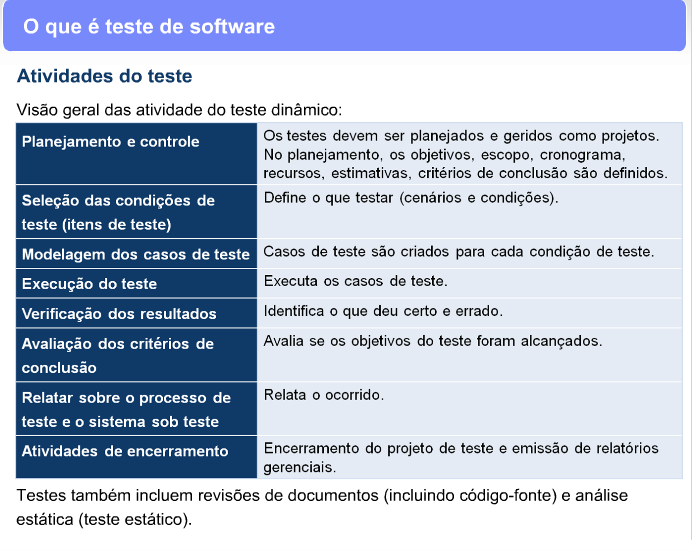 O que é teste de software
Atividades do teste
Visão geral das atividade do teste dinâmico:
Planejamento e controle
Os testes devem ser planejados e geridos como projetos.
No planejamento, os objetivos, escopo, cronograma,
recursos, estimativas, critérios de conclusão são definidos.
Seleção das condições de
teste (itens de teste)
Define o que testar (cenários e condições).
Modelagem dos casos de teste
Casos de teste são criados para cada condição de teste.
Execução do teste
Executa os casos de teste.
Verificação dos resultados
Identifica o que deu certo e errado.
Avaliação dos critérios de
conclusão
Avalia se os objetivos do teste foram alcançados.
Relatar sobre o processo de
teste e o sistema sob teste
Relata o ocorrido.
Atividades de encerramento
Encerramento do projeto de teste e emissão de relatórios
gerenciais.
Testes também incluem revisões de documentos (incluindo código-fonte) e análise
estática (teste estático).